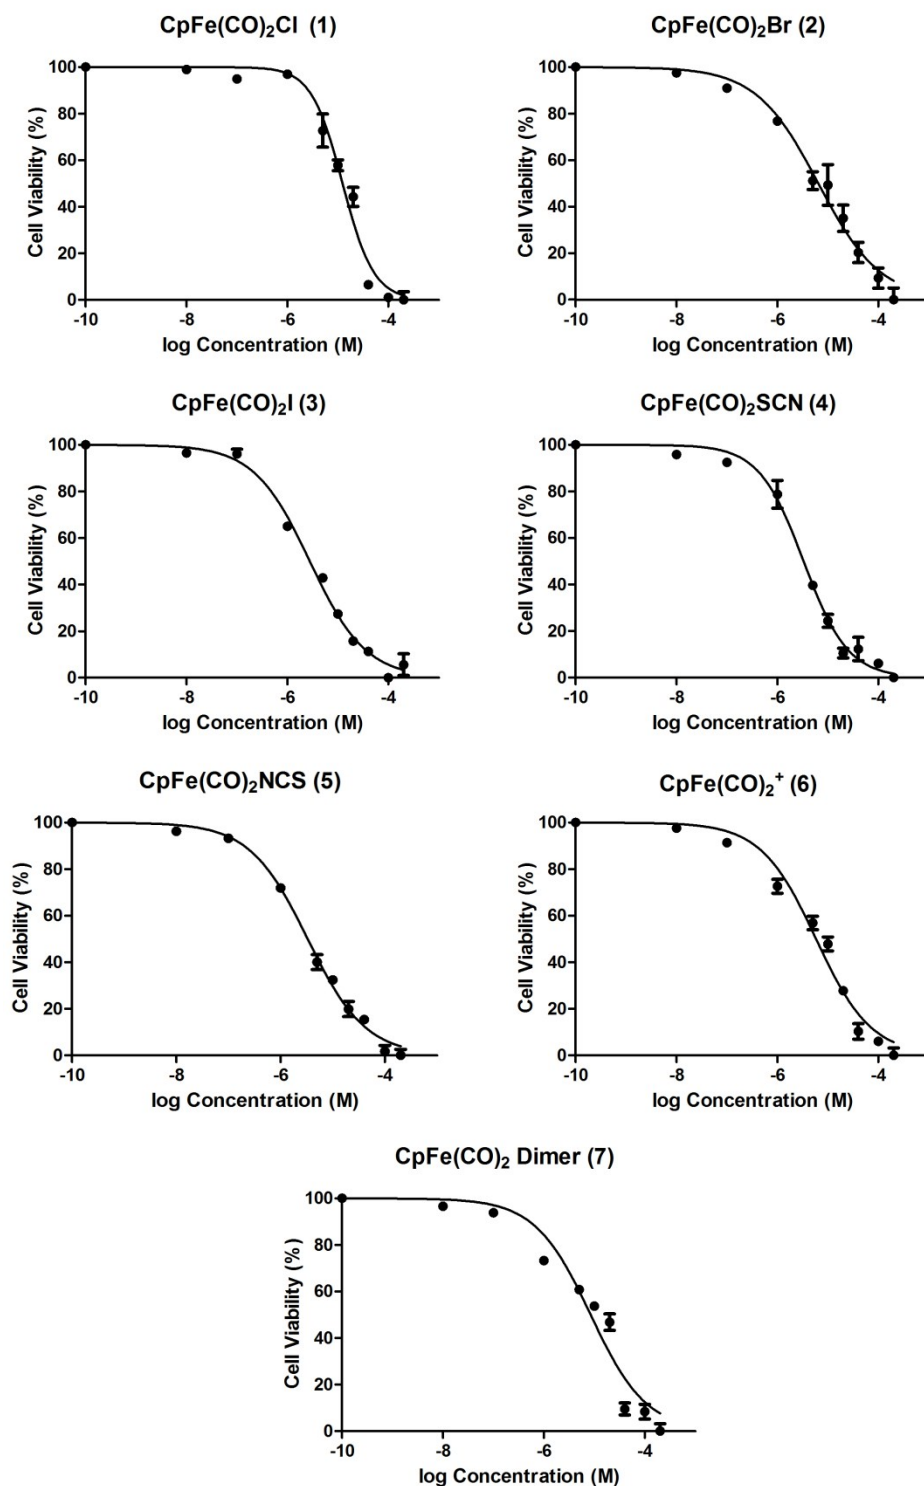 CpFe(CO)₂Cl (1)
100
80
60
40
20
0
Cell Viability (%)
-10 -8 -6 -4
log Concentration (M)
CpFe(CO)₂Br (2)
100
80
60
40
20
0
Cell Viability (%)
-10 -8 -6 -4
log Concentration (M)
CpFe(CO)₂I (3)
100
80
60
40
20
0
Cell Viability (%)
-10 -8 -6 -4
log Concentration (M)
CpFe(CO)₂SCN (4)
100
80
60
40
20
0
Cell Viability (%)
-10 -8 -6 -4
log Concentration (M)
CpFe(CO)₂NCS (5)
100
80
60
40
20
0
Cell Viability (%)
-10 -8 -6 -4
log Concentration (M)
CpFe(CO)₂⁺ (6)
100
80
60
40
20
0
Cell Viability (%)
-10 -8 -6 -4
log Concentration (M)
CpFe(CO)₂ Dimer (7)
100
80
60
40
20
0
Cell Viability (%)
-10 -8 -6 -4
log Concentration (M)